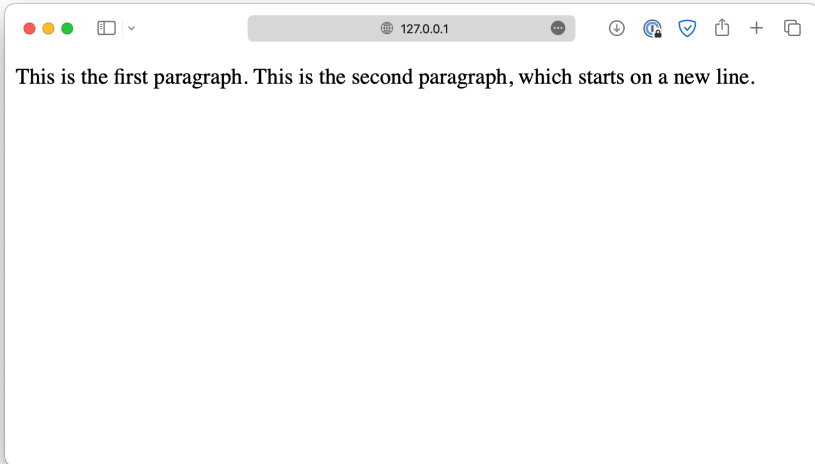 127.0.0.1
This is the first paragraph. This is the second paragraph, which starts on a new line.